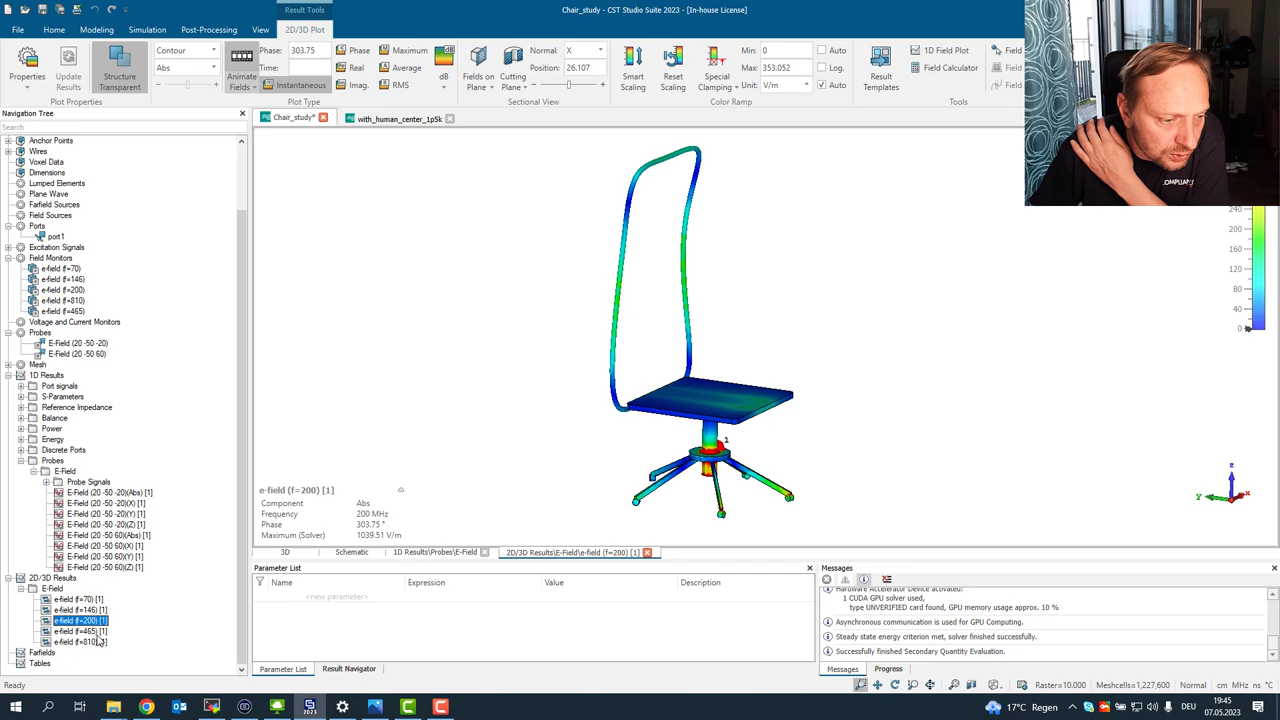 Result Tools
Chair_study - CST Studio Suite 2023 - [In-house License]
File Home Modeling Simulation Post-Processing View 2D/3D Plot
Properties
Update Results
Structure Transparent
Contour
Abs
Plot Properties
Animate Fields
Phase: 303.75
Time:
Instantaneous
Phase
Real
Imag.
Maximum
Average
RMS
dB
Plot Type
Fields on Plane
Cutting Plane
Normal: X
Position: 26.107
Sectional View
Smart Scaling
Reset Scaling
Special Clamping
Min: 0
Max: 353.052
Unit: V/m
Auto
Log.
Auto
Color Ramp
Result Templates
1D Field Plot
Field Calculator
Field
Field
Tools
Navigation Tree
Search
Chair_study*
with_human_center_1p5k
Anchor Points
Wires
Voxel Data
Dimensions
Lumped Elements
Plane Wave
Farfield Sources
Field Sources
Ports
port1
Excitation Signals
Field Monitors
e-field (f=70)
e-field (f=146)
e-field (f=200)
e-field (f=810)
e-field (f=465)
Voltage and Current Monitors
Probes
E-Field (20 -50 -20)
E-Field (20 -50 60)
Mesh
1D Results
Port signals
S-Parameters
Reference Impedance
Balance
Power
Energy
Discrete Ports
Probes
E-Field
Probe Signals
E-Field (20 -50 -20)(Abs) [1]
E-Field (20 -50 -20)(X) [1]
E-Field (20 -50 -20)(Y) [1]
E-Field (20 -50 -20)(Z) [1]
E-Field (20 -50 60)(Abs) [1]
E-Field (20 -50 60)(X) [1]
E-Field (20 -50 60)(Y) [1]
E-Field (20 -50 60)(Z) [1]
2D/3D Results
E-Field
e-field (f=70) [1]
e-field (f=146) [1]
e-field (f=200) [1]
e-field (f=465) [1]
e-field (f=810)
Farfields
Tables
COMPLIANC
240
200
160
120
80
40
0
1
z
y
x
e-field (f=200) [1]
Component Abs
Frequency 200 MHz
Phase 303.75 °
Maximum (Solver) 1039.51 V/m
3D Schematic 1D Results\Probes\E-Field 2D/3D Results\E-Field\e-field (f=200) [1]
Parameter List
Name Expression Value Description
<new parameter>
Parameter List Result Navigator
Messages
Hardware Accelerator Device activated:
1 CUDA GPU solver used,
type UNVERIFIED card found, GPU memory usage approx. 10 %
Asynchronous communication is used for GPU Computing.
Steady state energy criterion met, solver finished successfully.
Successfully finished Secondary Quantity Evaluation.
Messages Progress
Ready
Raster=10.000 Meshcells=1,227,600 Normal cm MHz ns °C
2023
17°C Regen
DEU
19:45
07.05.2023